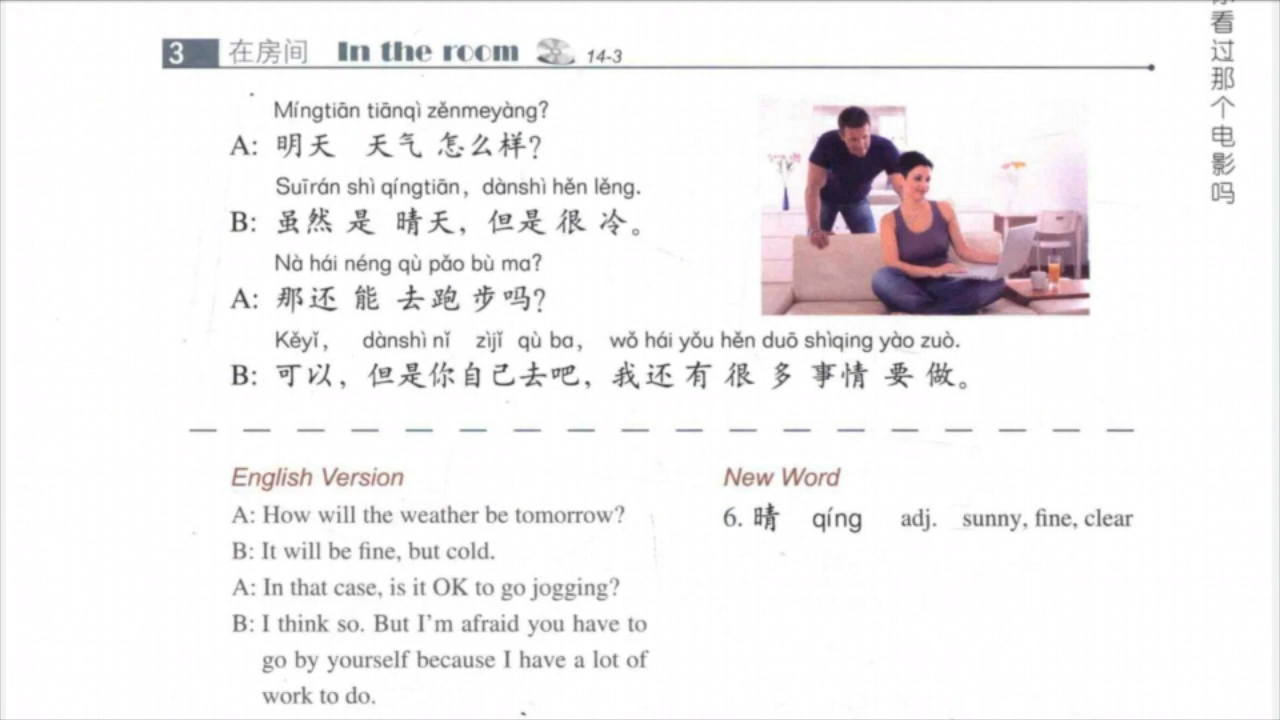 3 在房间 In the room 14-3
Míngtiān tiānqì zěnmeyàng?
A: 明天 天气 怎么样?
Suīrán shì qíngtiān, dànshì hěn lěng.
B: 虽然 是 晴天, 但是 很 冷。
Nà hái néng qù pǎo bù ma?
A: 那还 能 去跑 步吗?
Kěyǐ, dànshì nǐ zìjǐ qù ba, wǒ hái yǒu hěn duō shìqing yào zuò.
B: 可以, 但是你自己去吧, 我还有 很 多 事情 要 做。
English Version
A: How will the weather be tomorrow?
B: It will be fine, but cold.
A: In that case, is it OK to go jogging?
B: I think so. But I'm afraid you have to
go by yourself because I have a lot of
work to do.
New Word
6. 晴 qíng adj. sunny, fine, clear
看过那个电影吗